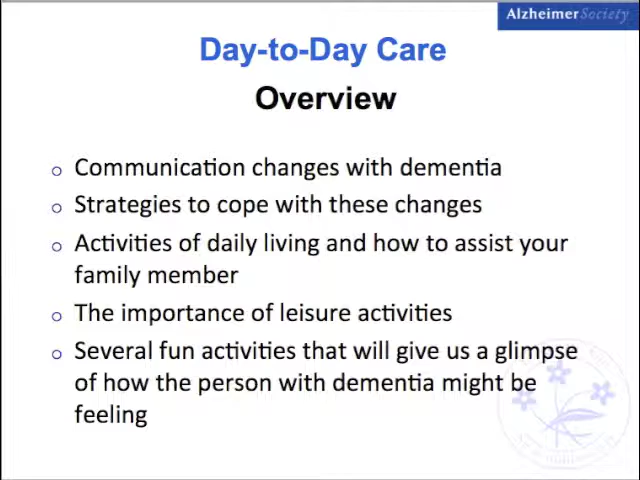 AlzheimerSociety
Day-to-Day Care
Overview
o Communication changes with dementia
o Strategies to cope with these changes
o Activities of daily living and how to assist your
family member
o The importance of leisure activities
o Several fun activities that will give us a glimpse
of how the person with dementia might be
feeling